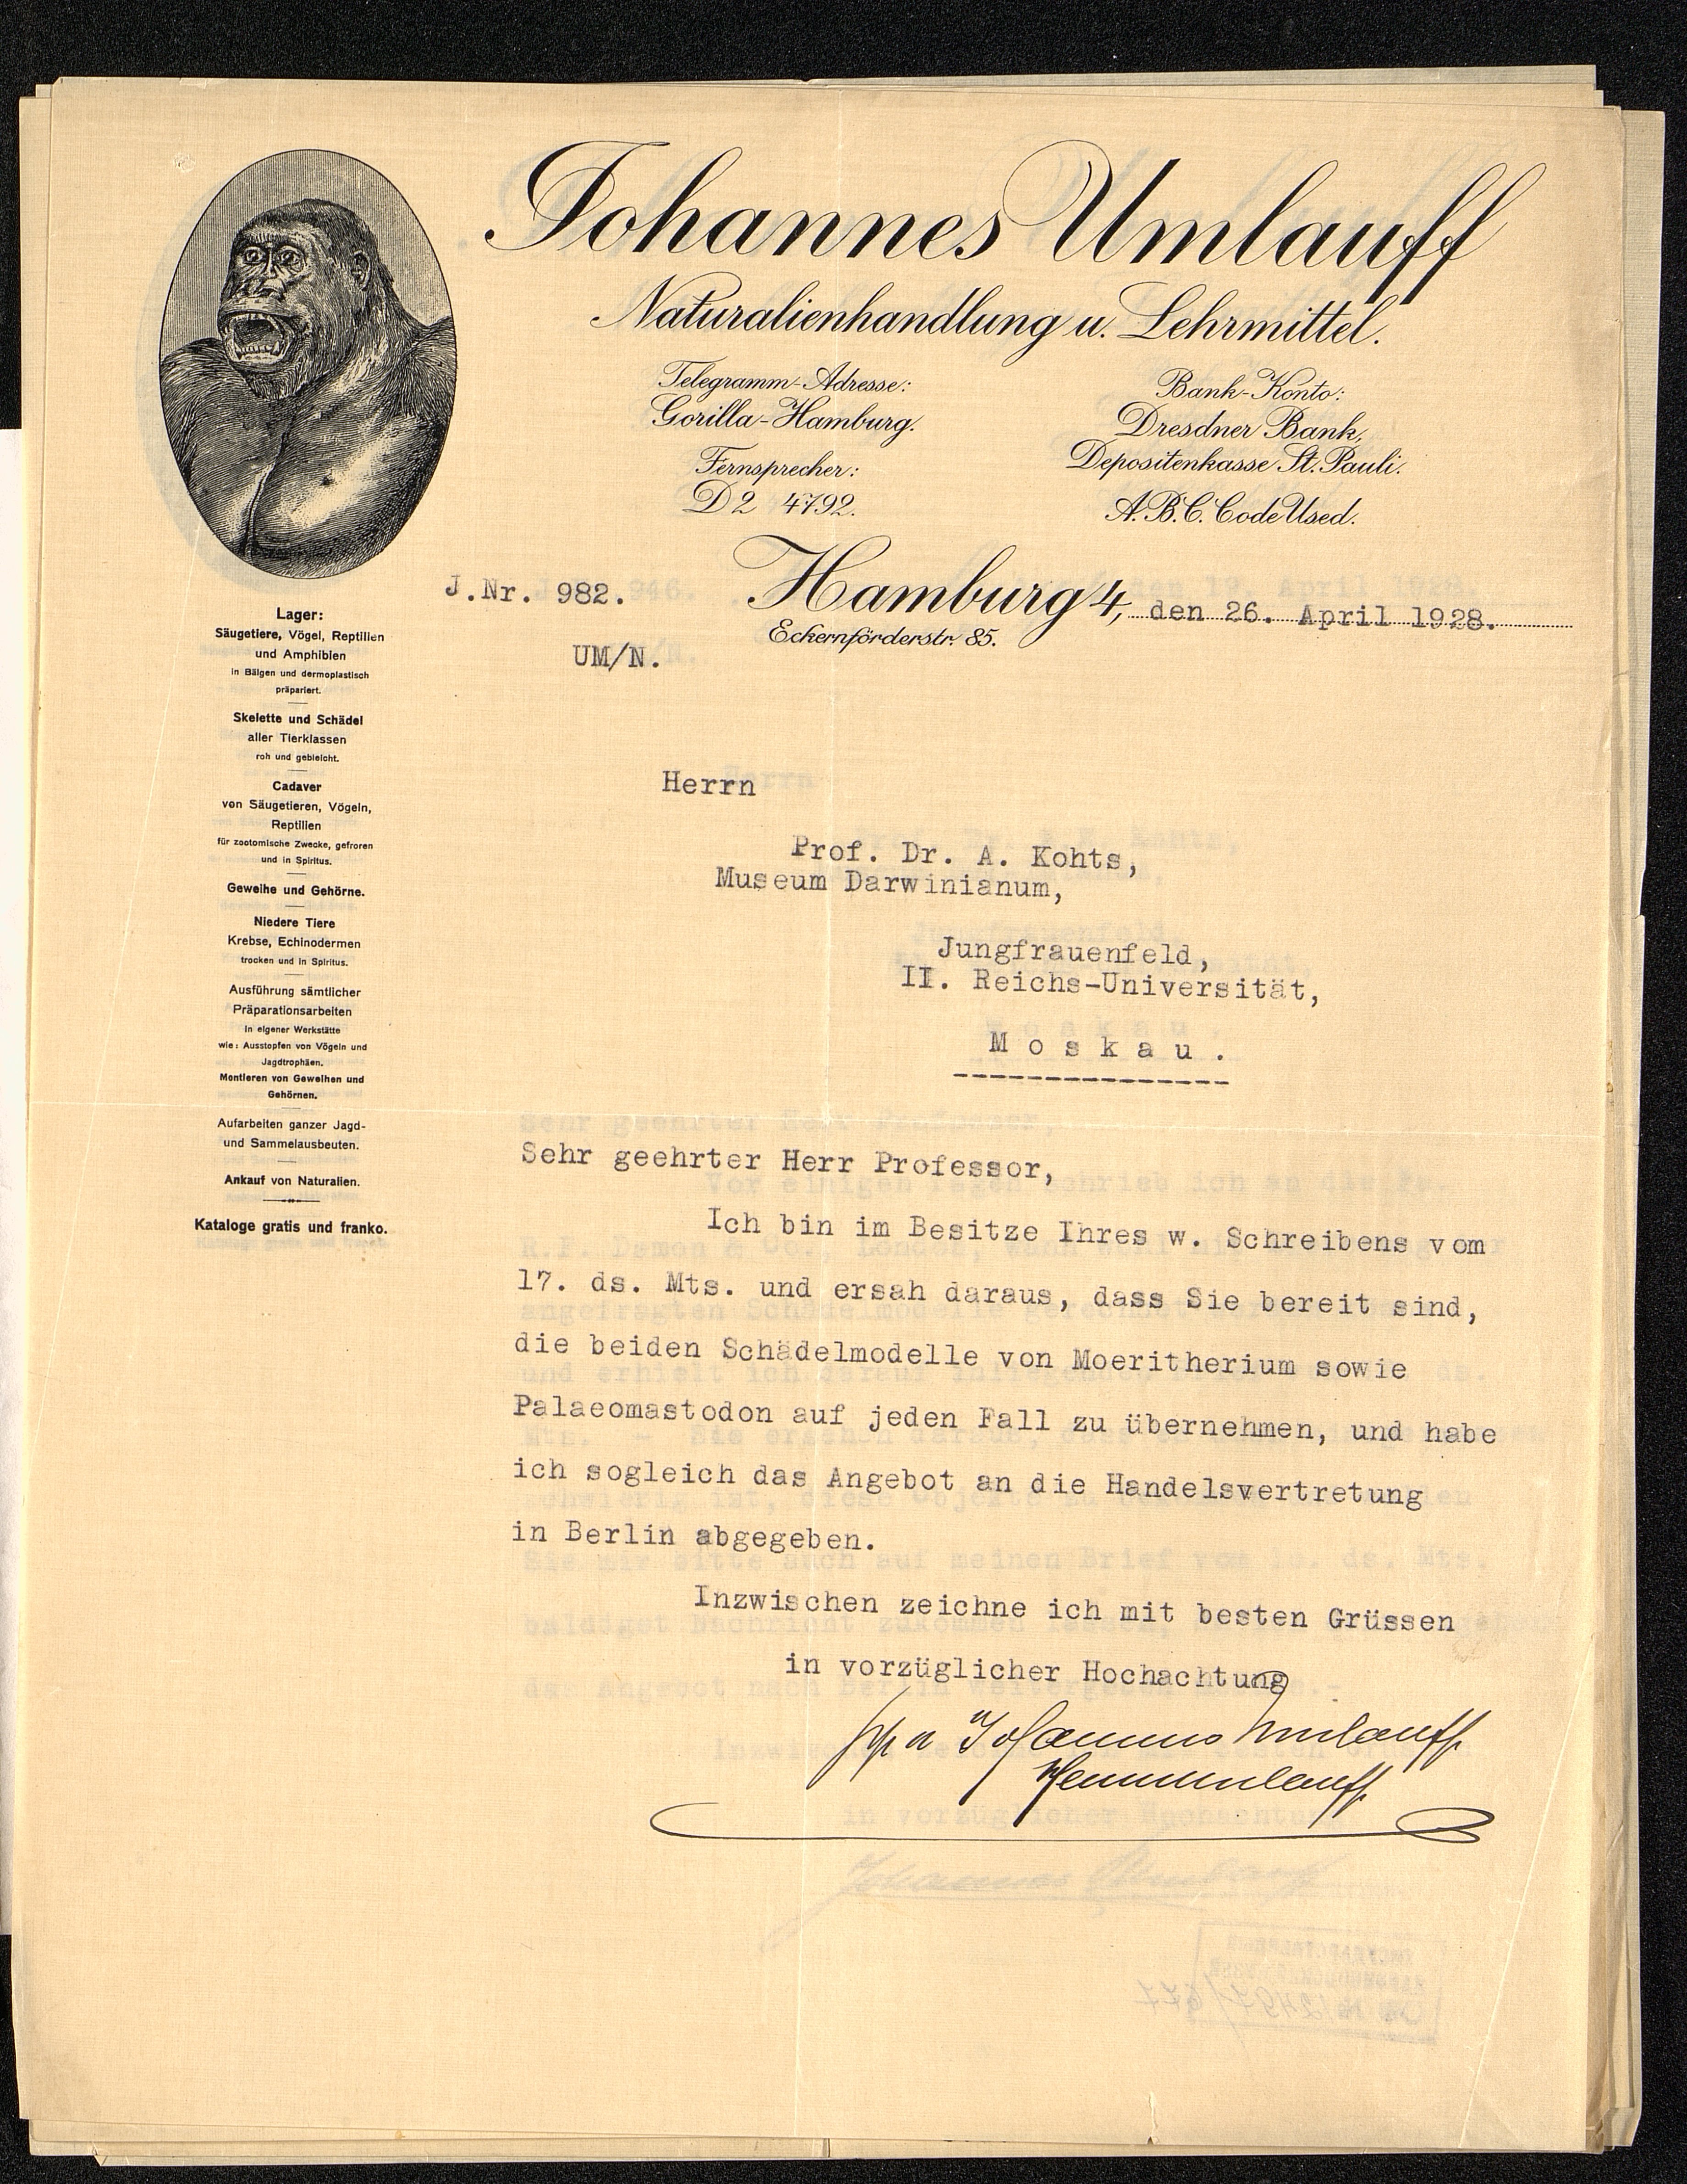 Johannes Umlauff
Naturalienhandlung u. Lehrmittel.
Telegramm-Adresse:
Gorilla-Hamburg.
Fernsprecher:
D2 4792.
Bank-Konto:
Dresdner Bank,
Depositenkasse St. Pauli.
A.B.C. Code Used.
J.Nr. 982.
Hamburg 4, den 26. April 1928.
Eckernförderstr. 85.
UM/N.
Lager:
Säugetiere, Vögel, Reptilien
und Amphibien
in Bälgen und dermoplastisch
präpariert.
Skelette und Schädel
aller Tierklassen
roh und gebleicht.
Cadaver
von Säugetieren, Vögeln,
Reptilien
für zootomische Zwecke, gefroren
und in Spiritus.
Geweihe und Gehörne.
Niedere Tiere
Krebse, Echinodermen
trocken und in Spiritus.
Ausführung sämtlicher
Präparationsarbeiten
in eigener Werkstätte
wie: Ausstopfen von Vögeln und
Jagdtrophäen.
Montieren von Geweihen und
Gehörnen.
Aufarbeiten ganzer Jagd-
und Sammelausbeuten.
Ankauf von Naturalien.
Kataloge gratis und franko.
Herrn
Prof. Dr. A. Kohts,
Museum Darwinianum,
Jungfrauenfeld,
II. Reichs-Universität,
Moskau.
Sehr geehrter Herr Professor,
Ich bin im Besitze Ihres w. Schreibens vom
17. ds. Mts. und ersah daraus, dass Sie bereit sind,
die beiden Schädelmodelle von Moeritherium sowie
Palaeomastodon auf jeden Fall zu übernehmen, und habe
ich sogleich das Angebot an die Handelsvertretung
in Berlin abgegeben.
Inzwischen zeichne ich mit besten Grüssen
in vorzüglicher Hochachtung
ppa Johannes Umlauff